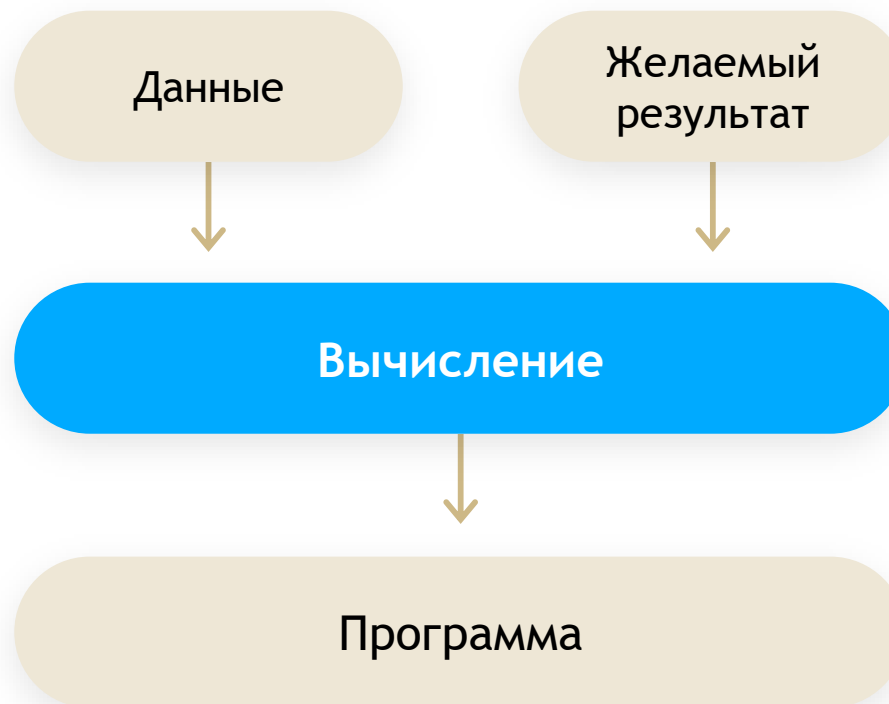 Данные
Желаемый
результат
Вычисление
Программа